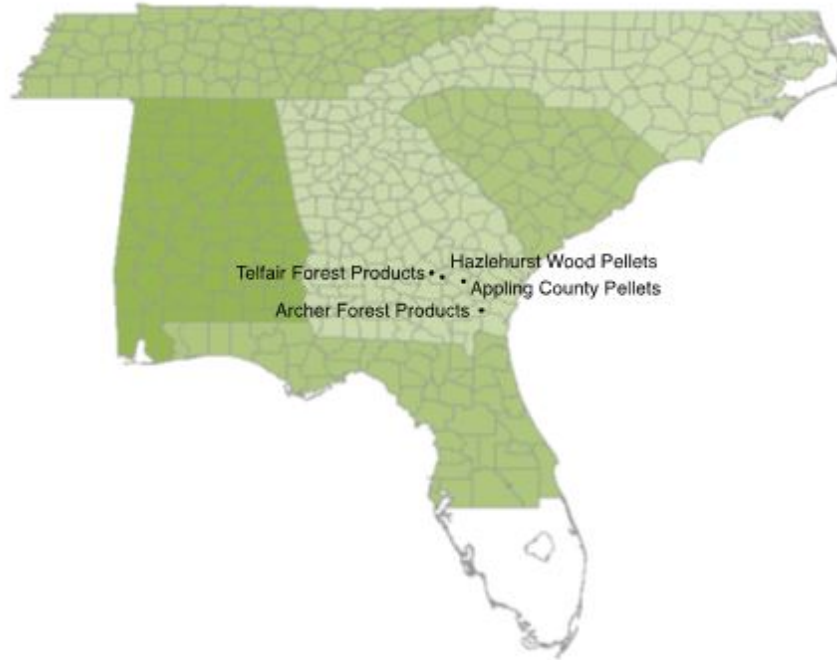 Hazlehurst Wood Pellets
Telfair Forest Products
Appling County Pellets
Archer Forest Products